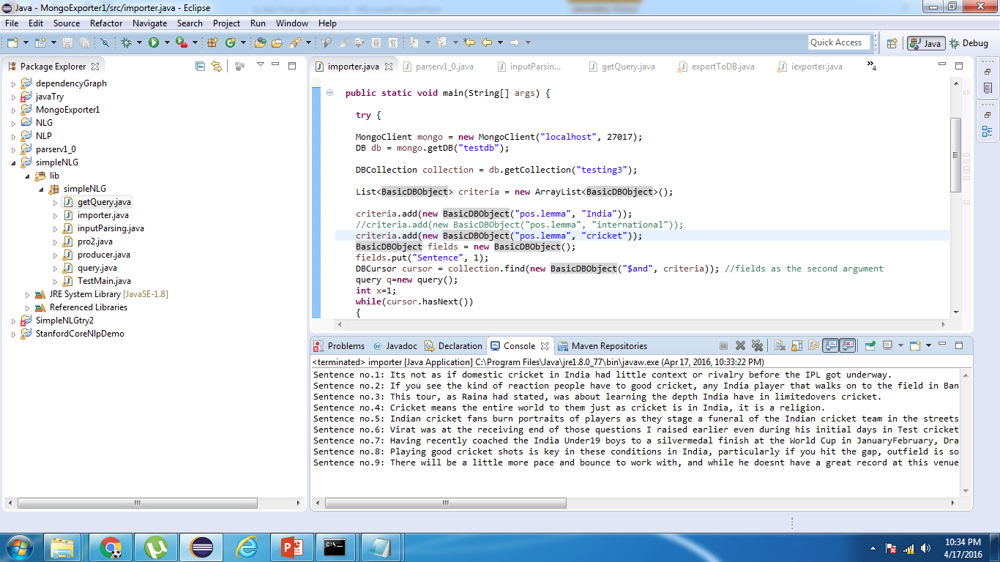 Java - MongoExporter1/src/importer.java - Eclipse
File Edit Source Refactor Navigate Search Project Run Window Help
Quick Access
Java
Debug
Package Explorer
dependencyGraph
javaTry
MongoExporter1
NLG
NLP
parserv1_0
simpleNLG
lib
simpleNLG
getQuery.java
importer.java
inputParsing.java
pro2.java
producer.java
query.java
TestMain.java
JRE System Library [JavaSE-1.8]
Referenced Libraries
SimpleNLGtry2
StanfordCoreNlpDemo
importer.java parserv1_0.java inputParsin... getQuery.java exportToDB.java iexporter.java »4
public static void main(String[] args) {
try {
MongoClient mongo = new MongoClient("localhost", 27017);
DB db = mongo.getDB("testdb");
DBCollection collection = db.getCollection("testing3");
List<BasicDBObject> criteria = new ArrayList<BasicDBObject>();
criteria.add(new BasicDBObject("pos.lemma", "India"));
//criteria.add(new BasicDBObject("pos.lemma", "international"));
criteria.add(new BasicDBObject("pos.lemma", "cricket"));
BasicDBObject fields = new BasicDBObject();
fields.put("Sentence", 1);
DBCursor cursor = collection.find(new BasicDBObject("$and", criteria)); //fields as the second argument
query q=new query();
int x=1;
while(cursor.hasNext())
{
Problems @ Javadoc Declaration Console Maven Repositories
<terminated> importer [Java Application] C:\Program Files\Java\jre1.8.0_77\bin\javaw.exe (Apr 17, 2016, 10:33:22 PM)
Sentence no.1: Its not as if domestic cricket in India had little context or rivalry before the IPL got underway.
Sentence no.2: If you see the kind of reaction people have to good cricket, any India player that walks on to the field in Ban
Sentence no.3: This tour, as Raina had stated, was about learning the depth India have in limitedovers cricket.
Sentence no.4: Cricket means the entire world to them just as cricket is in India, it is a religion.
Sentence no.5: Indian cricket fans burn portraits of players as they stage a funeral of the Indian cricket team in the streets
Sentence no.6: Virat was at the receiving end of those questions I raised earlier even during his initial days in Test cricket
Sentence no.7: Having recently coached the India Under19 boys to a silvermedal finish at the World Cup in JanuaryFebruary, Dra
Sentence no.8: Playing good cricket shots is key in these conditions in India, particularly if you hit the gap, outfield is so
Sentence no.9: There will be a little more pace and bounce to work with, and while he doesnt have a great record at this venue
10:34 PM
4/17/2016